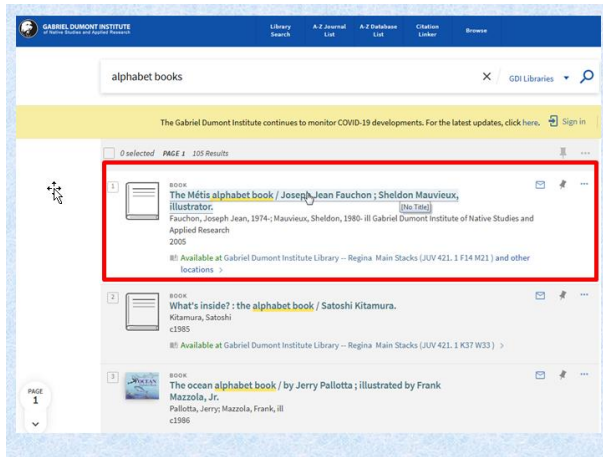 GABRIEL DUMONT INSTITUTE
of Native Studies and Applied Research
Library Search
A-Z Journal List
A-Z Database List
Citation Linker
Browse
alphabet books
GDI Libraries
The Gabriel Dumont Institute continues to monitor COVID-19 developments. For the latest updates, click here.
Sign in
0 selected PAGE 1 105 Results
1
BOOK
The Métis alphabet book / Joseph Jean Fauchon ; Sheldon Mauvieux,
illustrator.
[No Title]
Fauchon, Joseph Jean, 1974-; Mauvieux, Sheldon, 1980- ill Gabriel Dumont Institute of Native Studies and
Applied Research
2005
Available at Gabriel Dumont Institute Library -- Regina Main Stacks (JUV 421. 1 F14 M21 ) and other
locations >
2
BOOK
What's inside? : the alphabet book / Satoshi Kitamura.
Kitamura, Satoshi
c1985
Available at Gabriel Dumont Institute Library -- Regina Main Stacks (JUV 421. 1 K37 W33 ) >
3
OCEAN
BOOK
The ocean alphabet book / by Jerry Pallotta ; illustrated by Frank
Mazzola, Jr.
Pallotta, Jerry; Mazzola, Frank, ill
c1986
PAGE
1